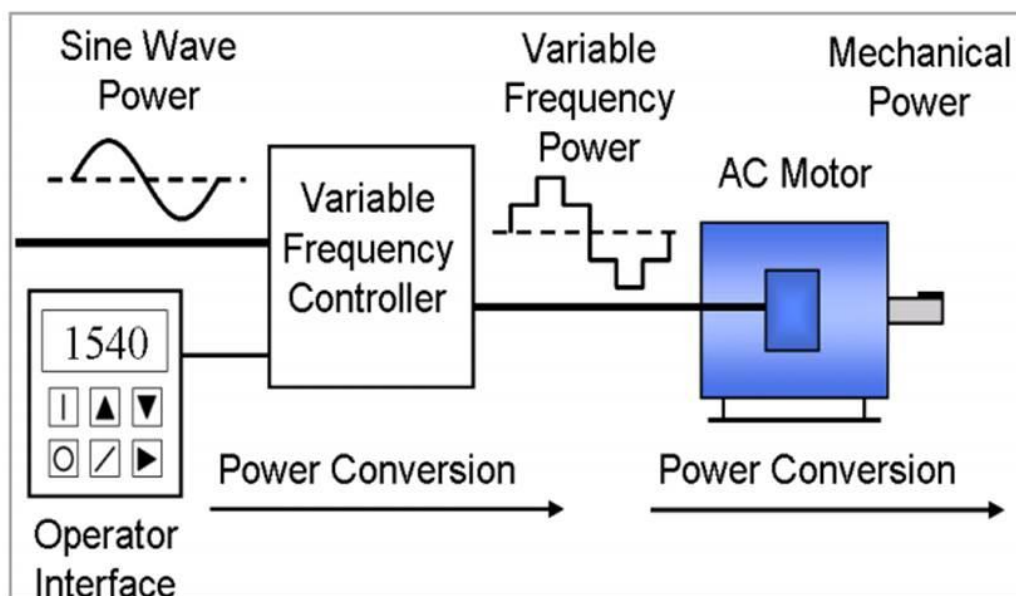 Sine Wave
Power
Variable
Frequency
Power
Mechanical
Power
AC Motor
Variable
Frequency
Controller
1540
Power Conversion
Power Conversion
Operator
Interface